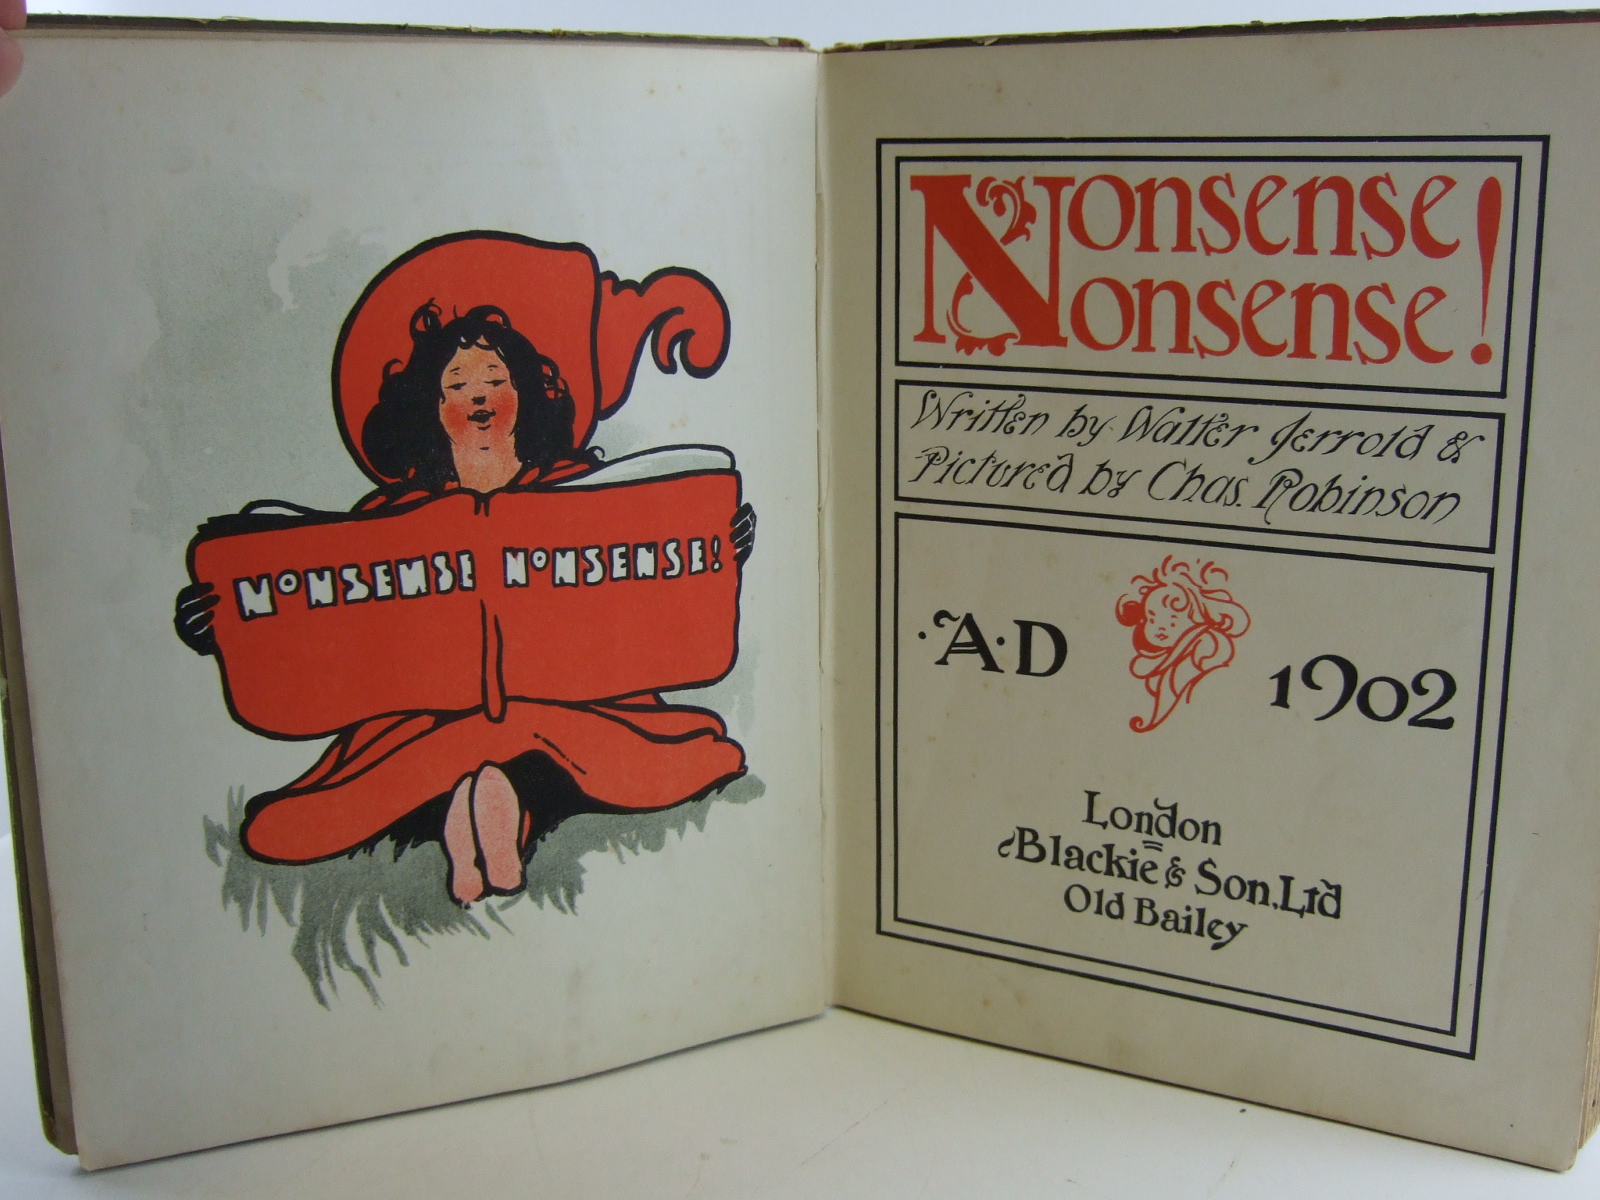 NONSENSE NONSENSE!
Nonsense
Nonsense!
Written by Walter Jerrold &
Pictured by Chas. Robinson
·A·D 1902
London
Blackie & Son, Ltd
Old Bailey